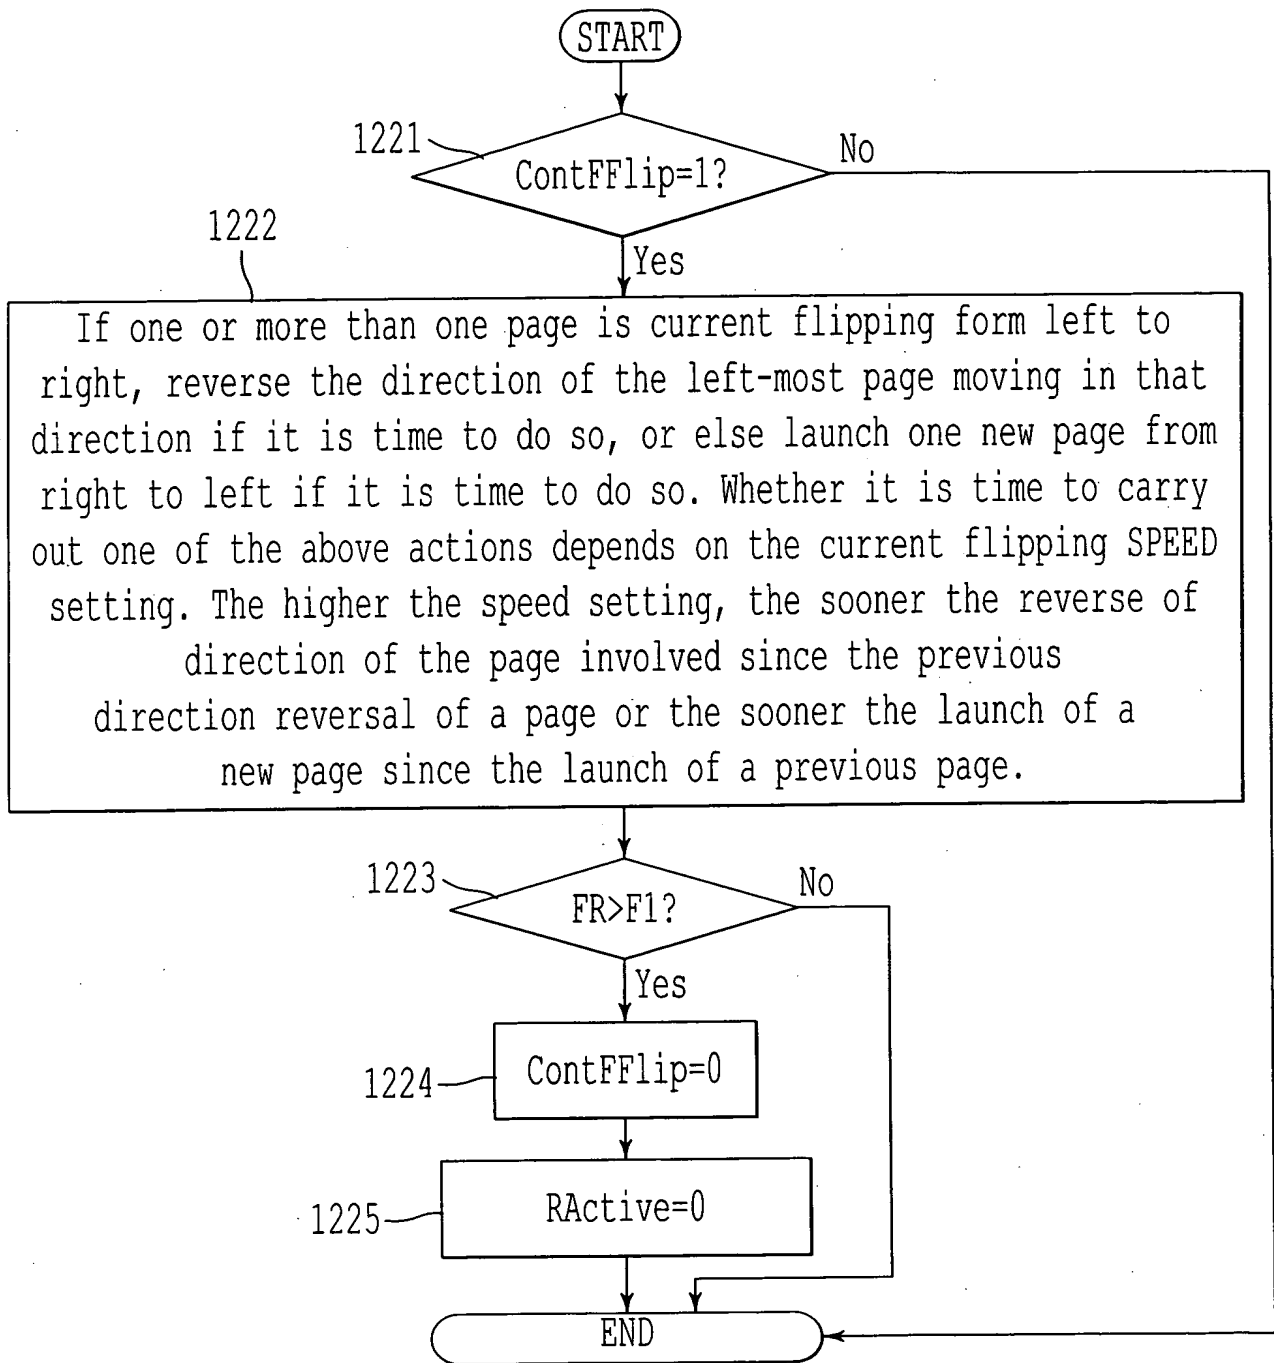 START
1221
ContFFlip=1?
No
1222
Yes
If one or more than one page is current flipping form left to
right, reverse the direction of the left-most page moving in that
direction if it is time to do so, or else launch one new page from
right to left if it is time to do so. Whether it is time to carry
out one of the above actions depends on the current flipping SPEED
setting. The higher the speed setting, the sooner the reverse of
direction of the page involved since the previous
direction reversal of a page or the sooner the launch of a
new page since the launch of a previous page.
1223
FR>F1?
No
Yes
1224
ContFFlip=0
1225
RActive=0
END